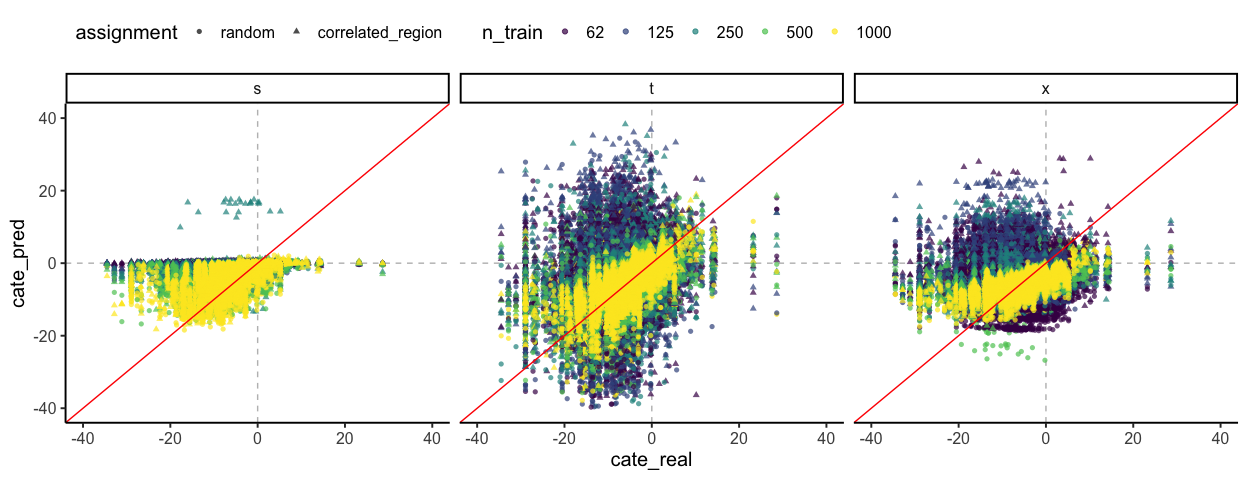 assignment random correlated_region n_train 62 125 250 500 1000
s t x
40
20
0
-20
-40
cate_pred
-40 -20 0 20 40 -40 -20 0 20 40 -40 -20 0 20 40
cate_real